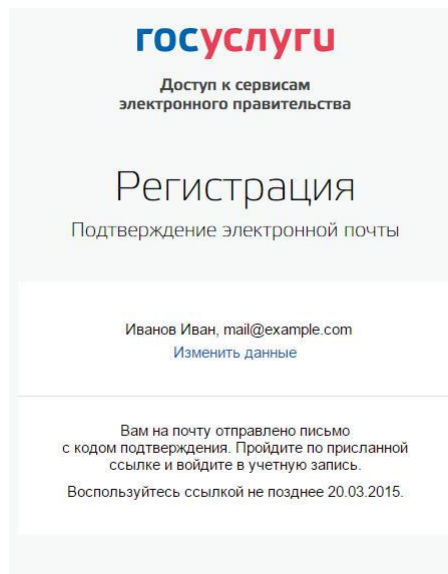 госуслуги
Доступ к сервисам
электронного правительства
Регистрация
Подтверждение электронной почты
Иванов Иван, mail@example.com
Изменить данные
Вам на почту отправлено письмо
с кодом подтверждения. Пройдите по присланной
ссылке и войдите в учетную запись.
Воспользуйтесь ссылкой не позднее 20.03.2015.